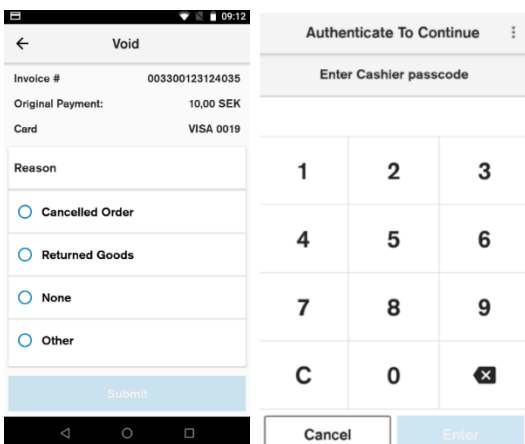 09:12
Void
Invoice # 003300123124035
Original Payment: 10,00 SEK
Card VISA 0019
Reason
Cancelled Order
Returned Goods
None
Other
Submit
Authenticate To Continue
Enter Cashier passcode
1 2 3
4 5 6
7 8 9
C 0
Cancel Enter